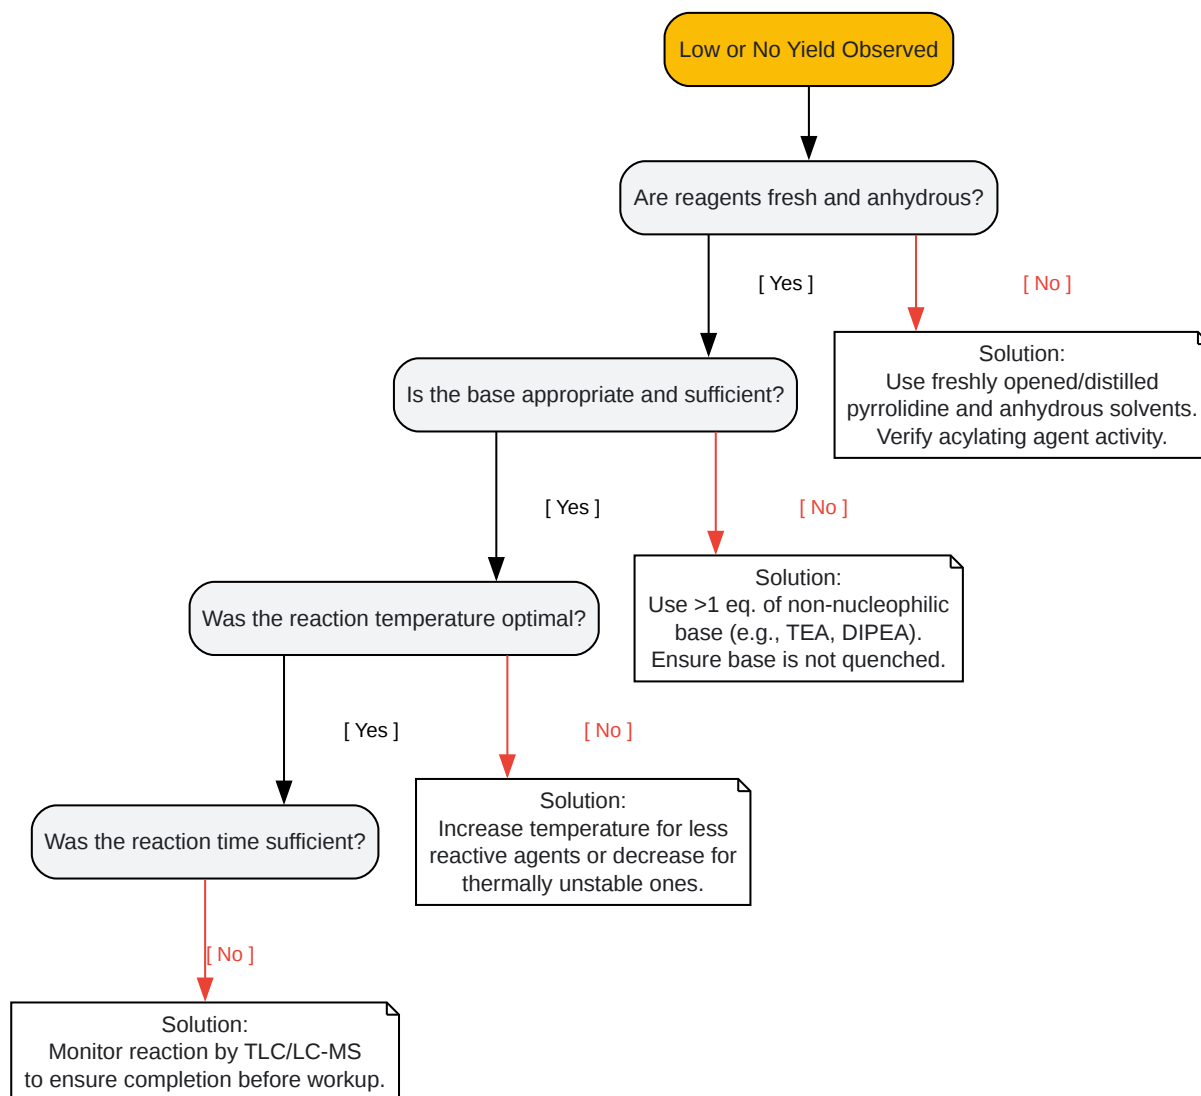 Low or No Yield Observed
Are reagents fresh and anhydrous?
[ Yes ]
[ No ]
Solution:
Use freshly opened/distilled
pyrrolidine and anhydrous solvents.
Verify acylating agent activity.
Is the base appropriate and sufficient?
[ Yes ]
[ No ]
Solution:
Use >1 eq. of non-nucleophilic
base (e.g., TEA, DIPEA).
Ensure base is not quenched.
Was the reaction temperature optimal?
[ Yes ]
[ No ]
Solution:
Increase temperature for less
reactive agents or decrease for
thermally unstable ones.
Was the reaction time sufficient?
[ No ]
Solution:
Monitor reaction by TLC/LC-MS
to ensure completion before workup.